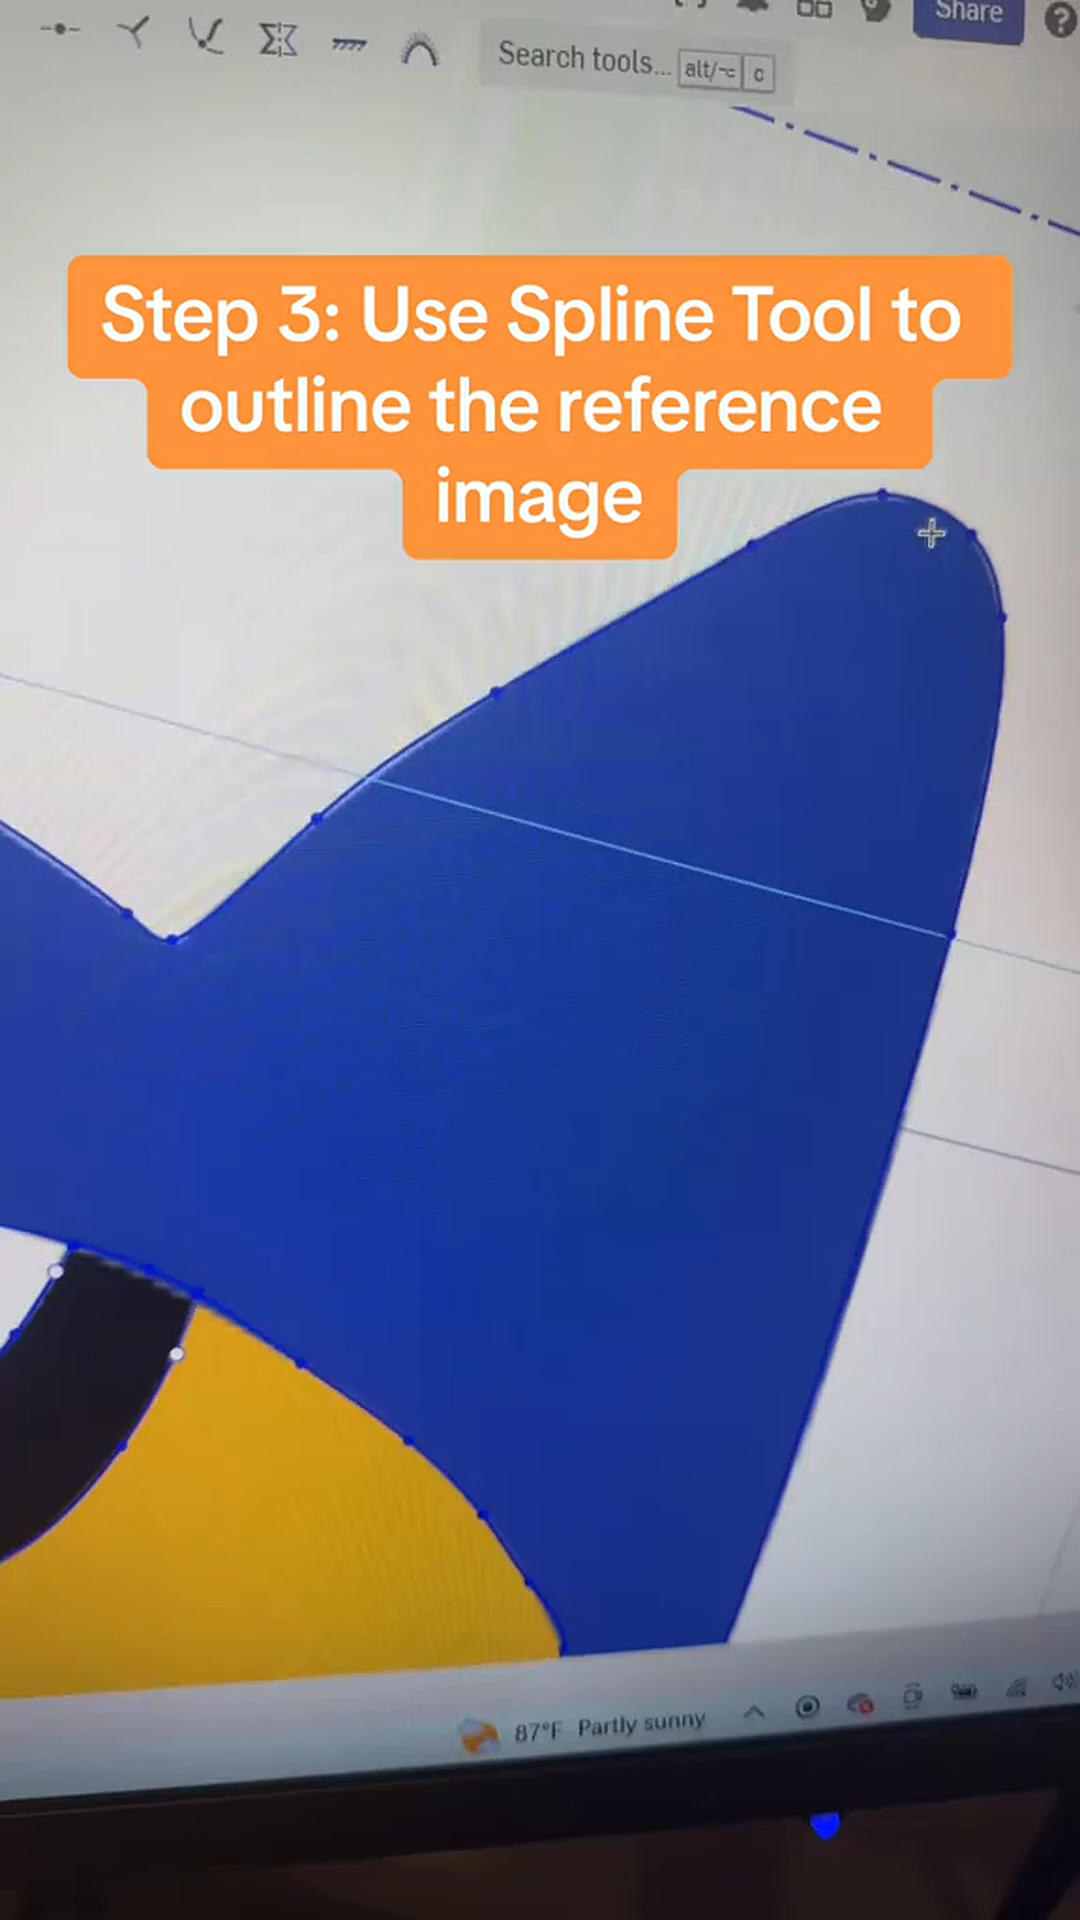 Share
Search tools... alt/⌥ c
Step 3: Use Spline Tool to
outline the reference
image
87°F Partly sunny